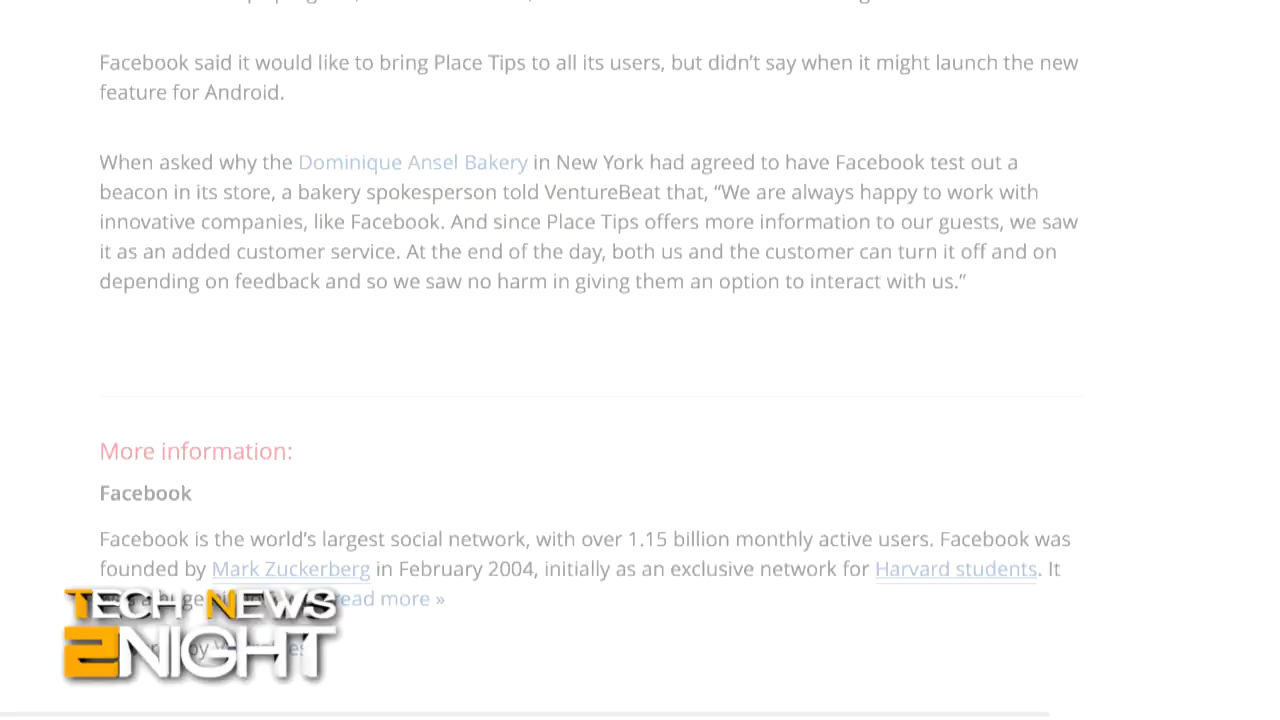 Facebook said it would like to bring Place Tips to all its users, but didn’t say when it might launch the new
feature for Android.
When asked why the Dominique Ansel Bakery in New York had agreed to have Facebook test out a
beacon in its store, a bakery spokesperson told VentureBeat that, “We are always happy to work with
innovative companies, like Facebook. And since Place Tips offers more information to our guests, we saw
it as an added customer service. At the end of the day, both us and the customer can turn it off and on
depending on feedback and so we saw no harm in giving them an option to interact with us.”
More information:
Facebook
Facebook is the world’s largest social network, with over 1.15 billion monthly active users. Facebook was
founded by Mark Zuckerberg in February 2004, initially as an exclusive network for Harvard students. It
read more »
by
TECH NEWS
2NIGHT